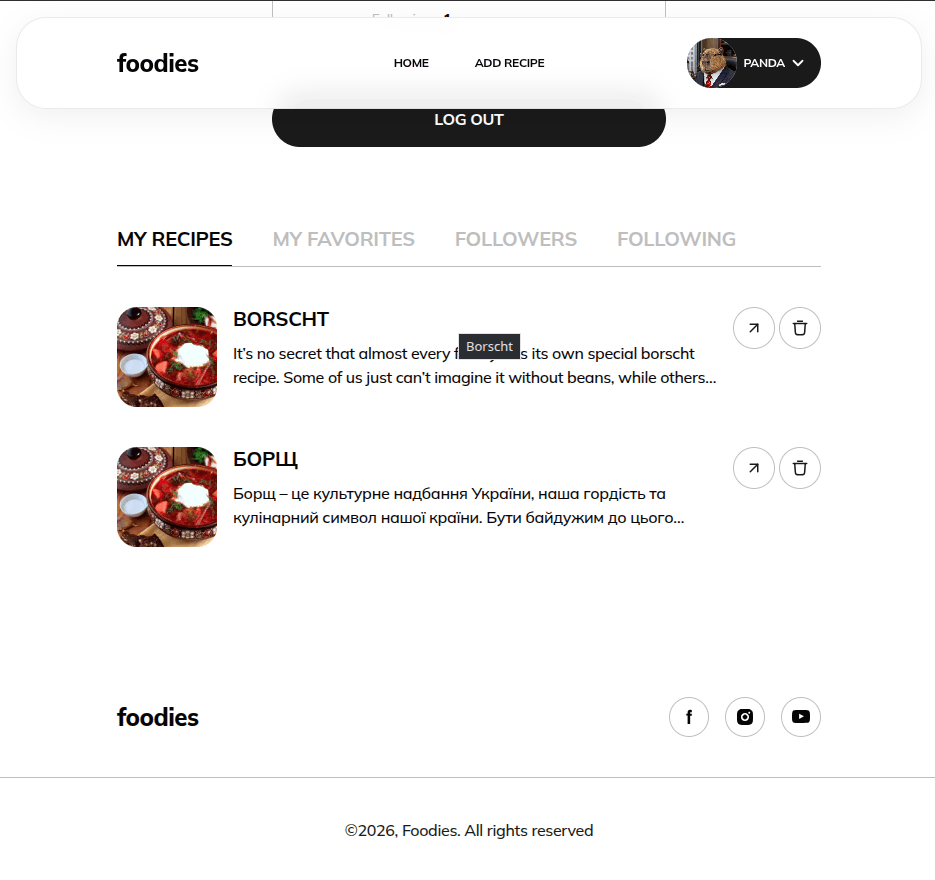 foodies
HOME
ADD RECIPE
PANDA
LOG OUT
MY RECIPES
MY FAVORITES
FOLLOWERS
FOLLOWING
BORSCHT
It’s no secret that almost every its own special borscht
Borscht
recipe. Some of us just can’t imagine it without beans, while others...
БОРЩ
Борщ – це культурне надбання України, наша гордість та
кулінарний символ нашої країни. Бути байдужим до цього...
foodies
©2026, Foodies. All rights reserved